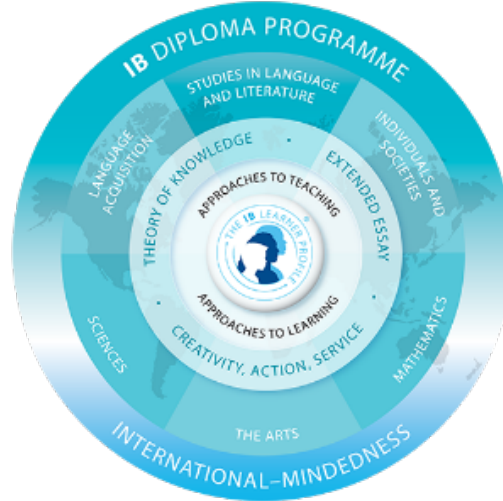 IB DIPLOMA PROGRAMME
STUDIES IN LANGUAGE
AND LITERATURE
LANGUAGE
ACQUISITION
INDIVIDUALS AND
SOCIETIES
THEORY OF KNOWLEDGE
EXTENDED ESSAY
APPROACHES TO TEACHING
THE IB LEARNER PROFILE
®
APPROACHES TO LEARNING
CREATIVITY, ACTION, SERVICE
SCIENCES
MATHEMATICS
THE ARTS
INTERNATIONAL–MINDEDNESS